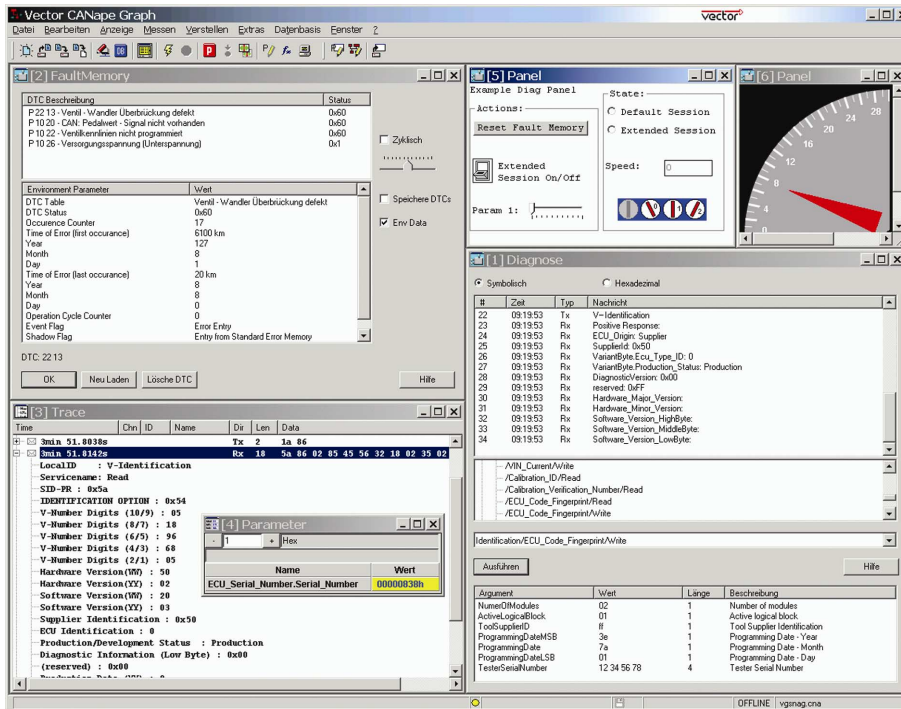 Vector CANape Graph
vector
Datei Bearbeiten Anzeige Messen Verstellen Extras Datenbasis Fenster ?
[2] FaultMemory
DTC Beschreibung Status
P 22 13 - Ventil - Wandler Überbrückung defekt 0x60
P 10 20 - CAN: Pedalwert - Signal nicht vorhanden 0x60
P 10 22 - Ventilkennlinien nicht programmiert 0x60
P 10 26 - Versorgungsspannung (Unterspannung) 0x1
Zyklisch
Speichere DTCs
Env Data
Environment Parameter Wert
DTC Table Ventil - Wandler Überbrückung defekt
DTC Status 0x60
Occurence Counter 17
Time of Error (first occurance) 6100 km
Year 127
Month 8
Day 1
Time of Error (last occurance) 20 km
Year 8
Month 8
Day 0
Operation Cycle Counter 0
Event Flag Error Entry
Shadow Flag Entry from Standard Error Memory
DTC: 22 13
OK Neu Laden Lösche DTC Hilfe
[5] Panel
Example Diag Panel
Actions:
Reset Fault Memory
Extended
Session On/Off
Param 1:
State:
Default Session
Extended Session
Speed: 0
0 1 2
[6] Panel
0 4 8 12 16 20 24 28
[3] Trace
Time Chn ID Name Dir Len Data
3min 51.8038s Tx 2 1a 86
3min 51.8142s Rx 18 5a 86 02 85 45 56 32 18 02 35 02
LocalID : V-Identification
Servicename: Read
SID-PR : 0x5a
IDENTIFICATION OPTION : 0x54
V-Number Digits (10/9) : 05
V-Number Digits (8/7) : 18
V-Number Digits (6/5) : 96
V-Number Digits (4/3) : 68
V-Number Digits (2/1) : 05
Hardware Version(WW) : 50
Hardware Version(YY) : 02
Software Version(WW) : 20
Software Version(YY) : 03
Supplier Identification : 0x50
ECU Identification : 0
Production/Development Status : Production
Diagnostic Information (Low Byte) : 0x00
(reserved) : 0x00
[4] Parameter
- 1 + Hex
Name Wert
ECU_Serial_Number.Serial_Number 00000838h
[1] Diagnose
Symbolisch Hexadezimal
# Zeit Typ Nachricht
22 09:19:53 Tx V-Identification
23 09:19:53 Rx Positive Response:
24 09:19:53 Rx ECU_Origin: Supplier
25 09:19:53 Rx SupplierId: 0x50
26 09:19:53 Rx VariantByte.Ecu_Type_ID: 0
27 09:19:53 Rx VariantByte.Production_Status: Production
28 09:19:53 Rx DiagnosticVersion: 0x00
29 09:19:53 Rx reserved: 0xFF
30 09:19:53 Rx Hardware_Major_Version:
31 09:19:53 Rx Hardware_Minor_Version:
32 09:19:53 Rx Software_Version_HighByte:
33 09:19:53 Rx Software_Version_MiddleByte:
34 09:19:53 Rx Software_Version_LowByte:
/VIN_Current/Write
/Calibration_ID/Read
/Calibration_Verification_Number/Read
/ECU_Code_Fingerprint/Read
/ECU_Code_Fingerprint/Write
Identification/ECU_Code_Fingerprint/Write
Ausführen Hilfe
Argument Wert Länge Beschreibung
NumerOfModules 02 1 Number of modules
ActiveLogicalBlock 01 1 Active logical block
ToolSupplierID ff 1 Tool Supplier Identification
ProgrammingDateMSB 3e 1 Programming Date - Year
ProgrammingDate 7a 1 Programming Date - Month
ProgrammingDateLSB 01 1 Programming Date - Day
TesterSerialNumber 12 34 56 78 4 Tester Serial Number
OFFLINE vgsnag.cna